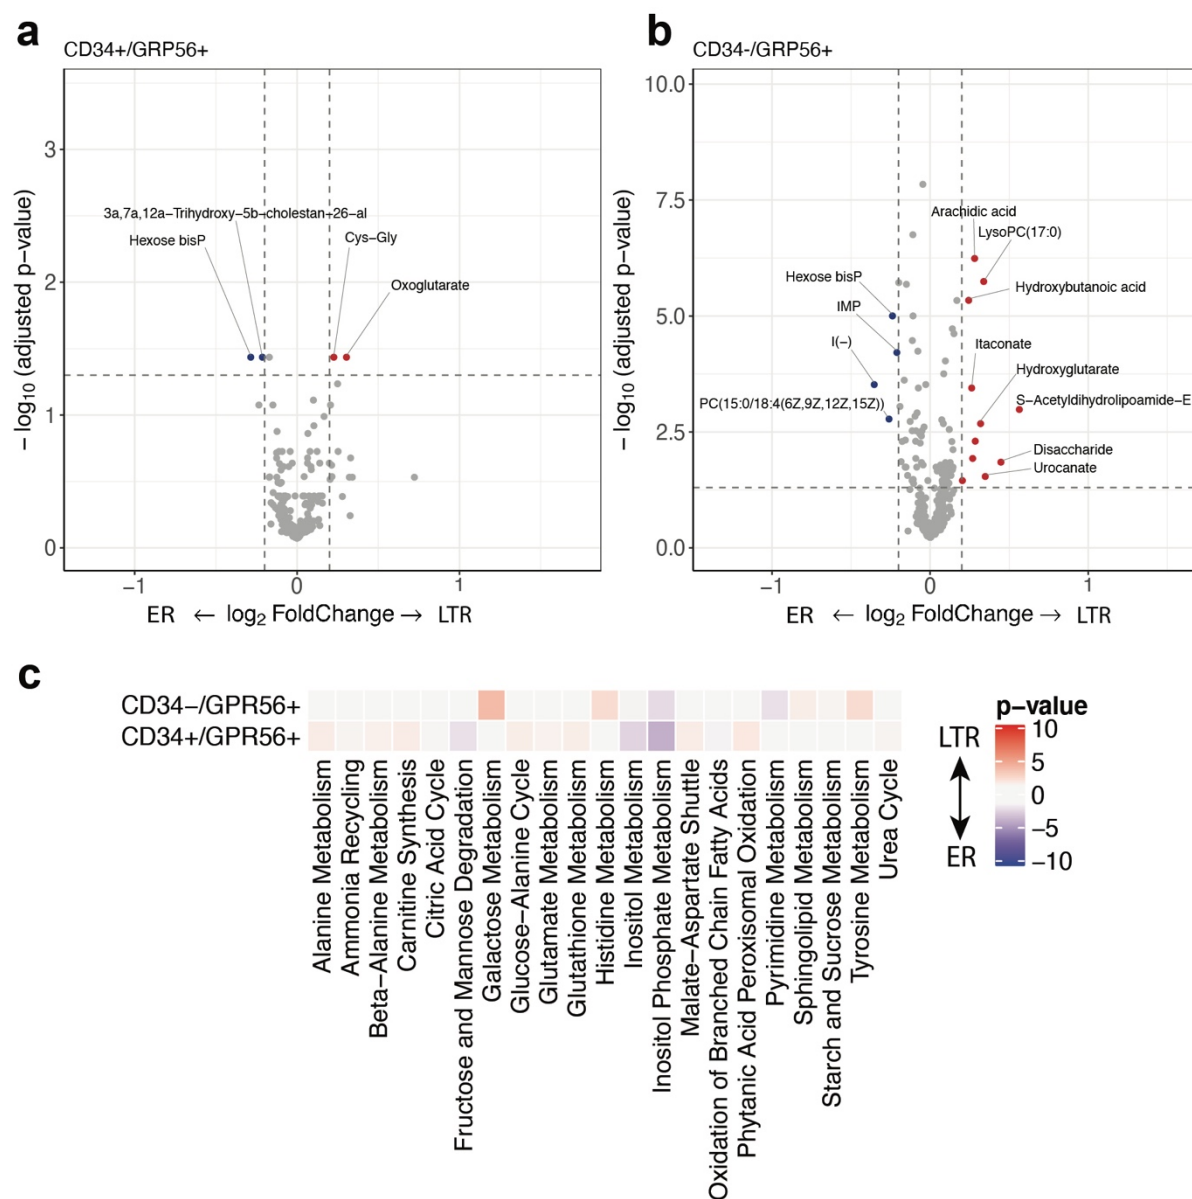 a
CD34+/GRP56+
3
2
1
0
− log10 (adjusted p−value)
3a,7a,12a−Trihydroxy−5b−cholestan−26−al
Hexose bisP
Cys−Gly
Oxoglutarate
−1
0
1
ER ← log2 FoldChange → LTR
b
CD34-/GRP56+
10.0
7.5
5.0
2.5
0.0
− log10 (adjusted p−value)
Arachidic acid
LysoPC(17:0)
Hexose bisP
Hydroxybutanoic acid
IMP
I(−)
Itaconate
Hydroxyglutarate
PC(15:0/18:4(6Z,9Z,12Z,15Z))
S−Acetyldihydrolipoamide−E
Disaccharide
Urocanate
−1
0
1
ER ← log2 FoldChange → LTR
c
CD34−/GPR56+
CD34+/GPR56+
Alanine Metabolism
Ammonia Recycling
Beta−Alanine Metabolism
Carnitine Synthesis
Citric Acid Cycle
Fructose and Mannose Degradation
Galactose Metabolism
Glucose−Alanine Cycle
Glutamate Metabolism
Glutathione Metabolism
Histidine Metabolism
Inositol Metabolism
Inositol Phosphate Metabolism
Malate−Aspartate Shuttle
Oxidation of Branched Chain Fatty Acids
Phytanic Acid Peroxisomal Oxidation
Pyrimidine Metabolism
Sphingolipid Metabolism
Starch and Sucrose Metabolism
Tyrosine Metabolism
Urea Cycle
p−value
LTR
ER
10
5
0
−5
−10